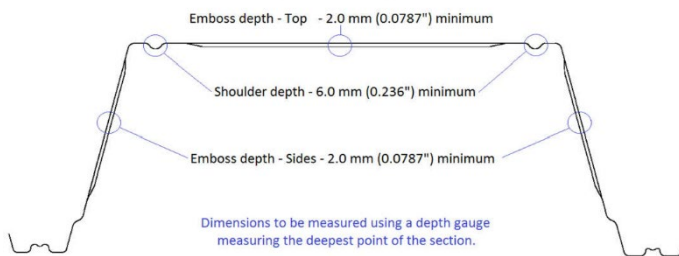 Emboss depth - Top - 2.0 mm (0.0787") minimum
Shoulder depth - 6.0 mm (0.236") minimum
Emboss depth - Sides - 2.0 mm (0.0787") minimum
Dimensions to be measured using a depth gauge
measuring the deepest point of the section.